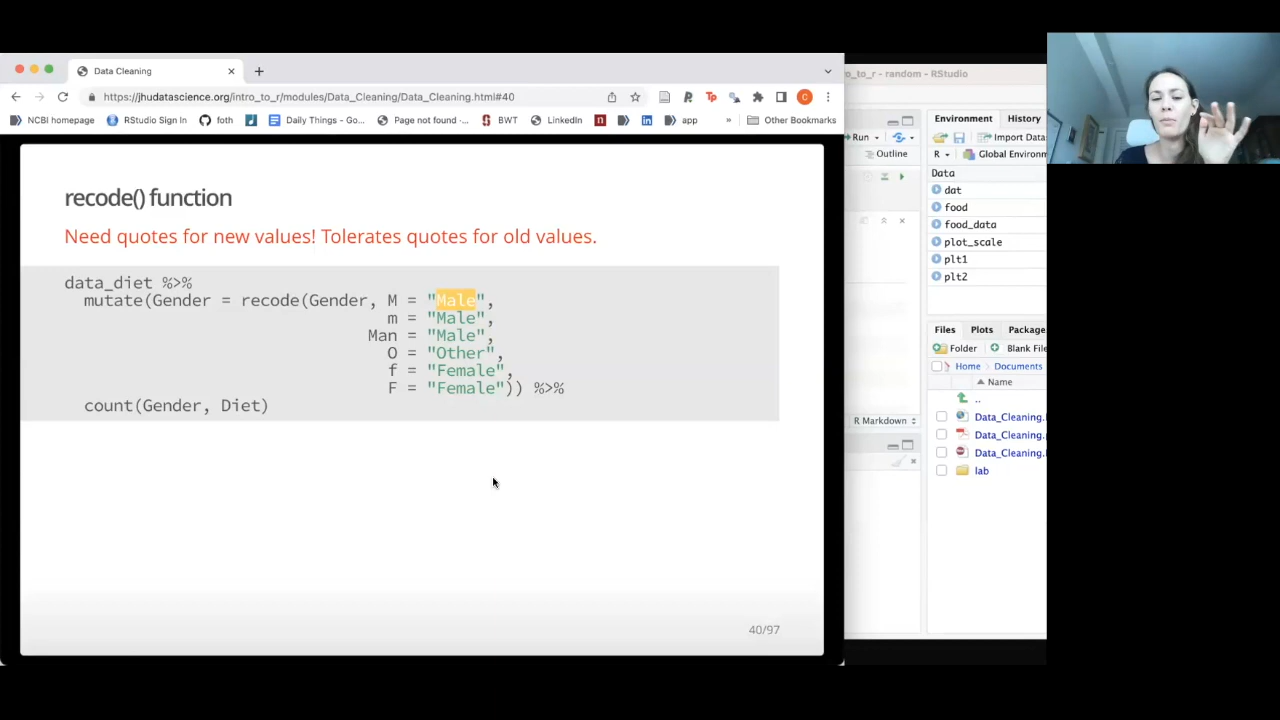 Data Cleaning
https://jhudatascience.org/intro_to_r/modules/Data_Cleaning/Data_Cleaning.html#40
NCBI homepage
RStudio Sign In
foth
Daily Things - Go...
Page not found ·...
BWT
LinkedIn
app
»
Other Bookmarks
recode() function
Need quotes for new values! Tolerates quotes for old values.
data_diet %>%
mutate(Gender = recode(Gender, M = "Male",
m = "Male",
Man = "Male",
O = "Other",
f = "Female",
F = "Female")) %>%
count(Gender, Diet)
40/97
o_to_r - random - RStudio
Run
Outline
R Markdown
Environment
History
Import Data
R
Global Environm
Data
dat
food
food_data
plot_scale
plt1
plt2
Files
Plots
Package
Folder
Blank File
Home
Documents
Name
..
Data_Cleaning.
Data_Cleaning.
Data_Cleaning.
lab